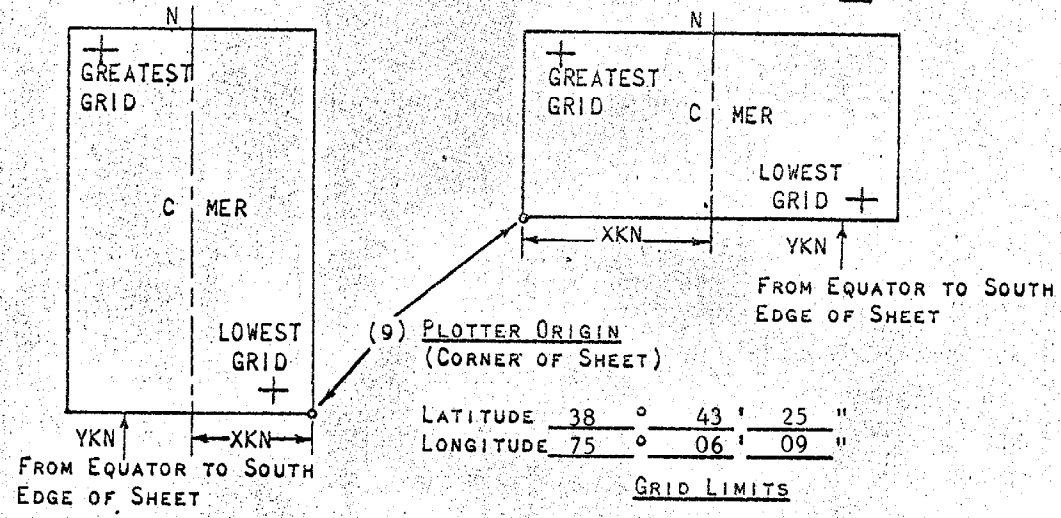 N
GREATEST
GRID
C MER
LOWEST
GRID
YKN
XKN
FROM EQUATOR TO SOUTH
EDGE OF SHEET
N
GREATEST
GRID
C MER
LOWEST
GRID
XKN
YKN
FROM EQUATOR TO SOUTH
EDGE OF SHEET
(9) PLOTTER ORIGIN
(CORNER OF SHEET)
LATITUDE 38 ° 43 ' 25 "
LONGITUDE 75 ° 06 ' 09 "
GRID LIMITS